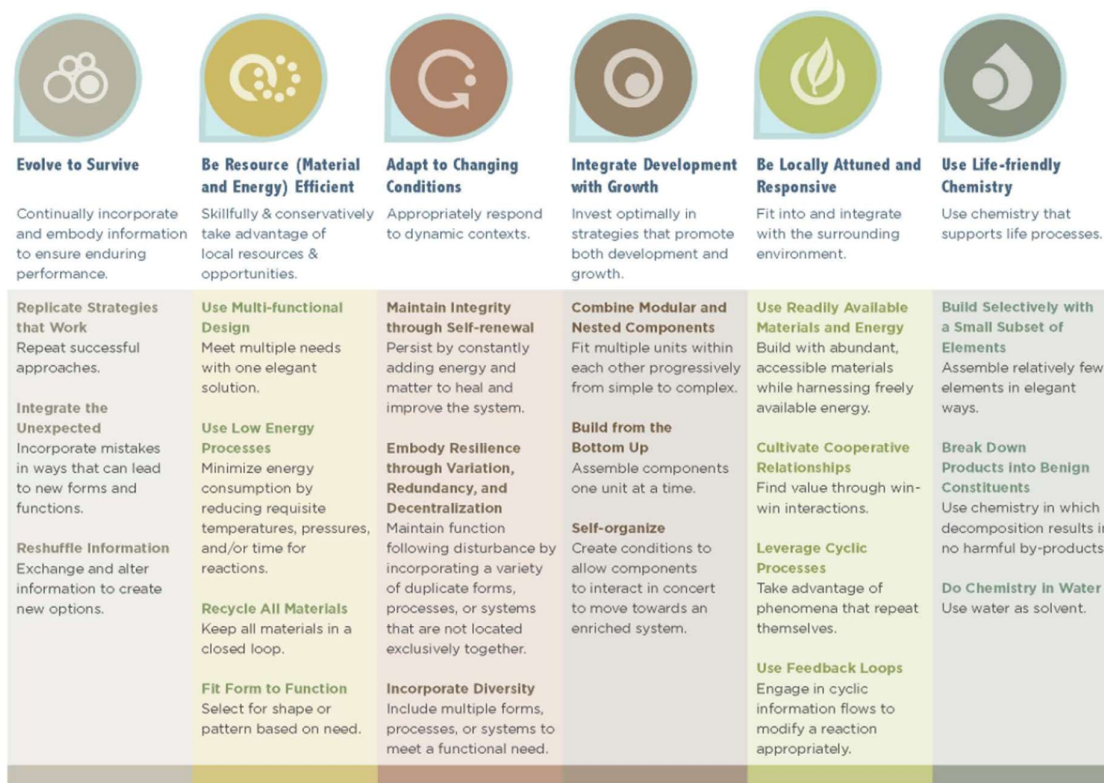 Evolve to Survive
Continually incorporate
and embody information
to ensure enduring
performance.
Replicate Strategies
that Work
Repeat successful
approaches.
Integrate the
Unexpected
Incorporate mistakes
in ways that can lead
to new forms and
functions.
Reshuffle Information
Exchange and alter
information to create
new options.
Be Resource (Material
and Energy) Efficient
Skillfully & conservatively
take advantage of
local resources &
opportunities.
Use Multi-functional
Design
Meet multiple needs
with one elegant
solution.
Use Low Energy
Processes
Minimize energy
consumption by
reducing requisite
temperatures, pressures,
and/or time for
reactions.
Recycle All Materials
Keep all materials in a
closed loop.
Fit Form to Function
Select for shape or
pattern based on need.
Adapt to Changing
Conditions
Appropriately respond
to dynamic contexts.
Maintain Integrity
through Self-renewal
Persist by constantly
adding energy and
matter to heal and
improve the system.
Embody Resilience
through Variation,
Redundancy, and
Decentralization
Maintain function
following disturbance by
incorporating a variety
of duplicate forms,
processes, or systems
that are not located
exclusively together.
Incorporate Diversity
Include multiple forms,
processes, or systems to
meet a functional need.
Integrate Development
with Growth
Invest optimally in
strategies that promote
both development and
growth.
Combine Modular and
Nested Components
Fit multiple units within
each other progressively
from simple to complex.
Build from the
Bottom Up
Assemble components
one unit at a time.
Self-organize
Create conditions to
allow components
to interact in concert
to move towards an
enriched system.
Be Locally Attuned and
Responsive
Fit into and integrate
with the surrounding
environment.
Use Readily Available
Materials and Energy
Build with abundant,
accessible materials
while harnessing freely
available energy.
Cultivate Cooperative
Relationships
Find value through win-
win interactions.
Leverage Cyclic
Processes
Take advantage of
phenomena that repeat
themselves.
Use Feedback Loops
Engage in cyclic
information flows to
modify a reaction
appropriately.
Use Life-friendly
Chemistry
Use chemistry that
supports life processes.
Build Selectively with
a Small Subset of
Elements
Assemble relatively few
elements in elegant
ways.
Break Down
Products into Benign
Constituents
Use chemistry in which
decomposition results in
no harmful by-products
Do Chemistry in Water
Use water as solvent.